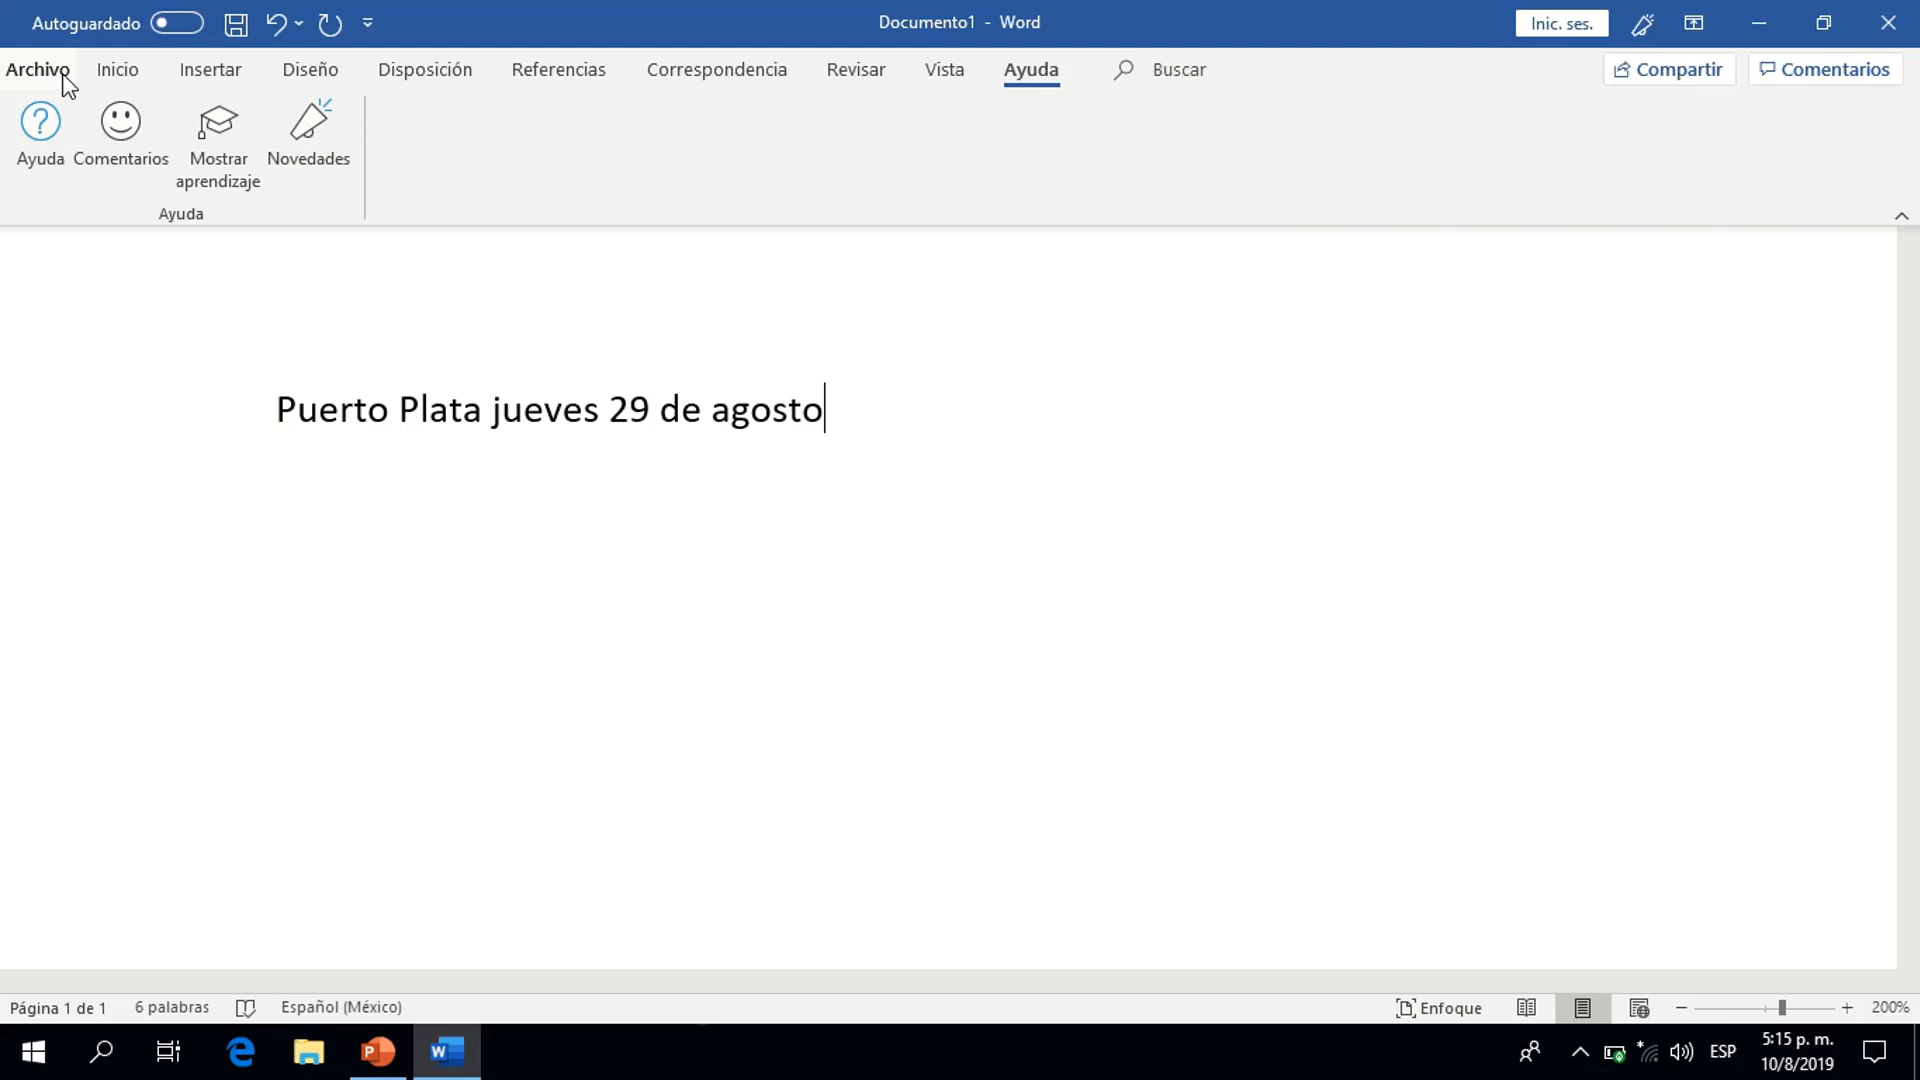 Autoguardado
Documento1 - Word
Inic. ses.
Archivo Inicio Insertar Diseño Disposición Referencias Correspondencia Revisar Vista Ayuda Buscar Compartir Comentarios
Ayuda Comentarios Mostrar aprendizaje Novedades
Ayuda
Puerto Plata jueves 29 de agosto
Página 1 de 1 6 palabras Español (México) Enfoque 200%
ESP
5:15 p. m.
10/8/2019